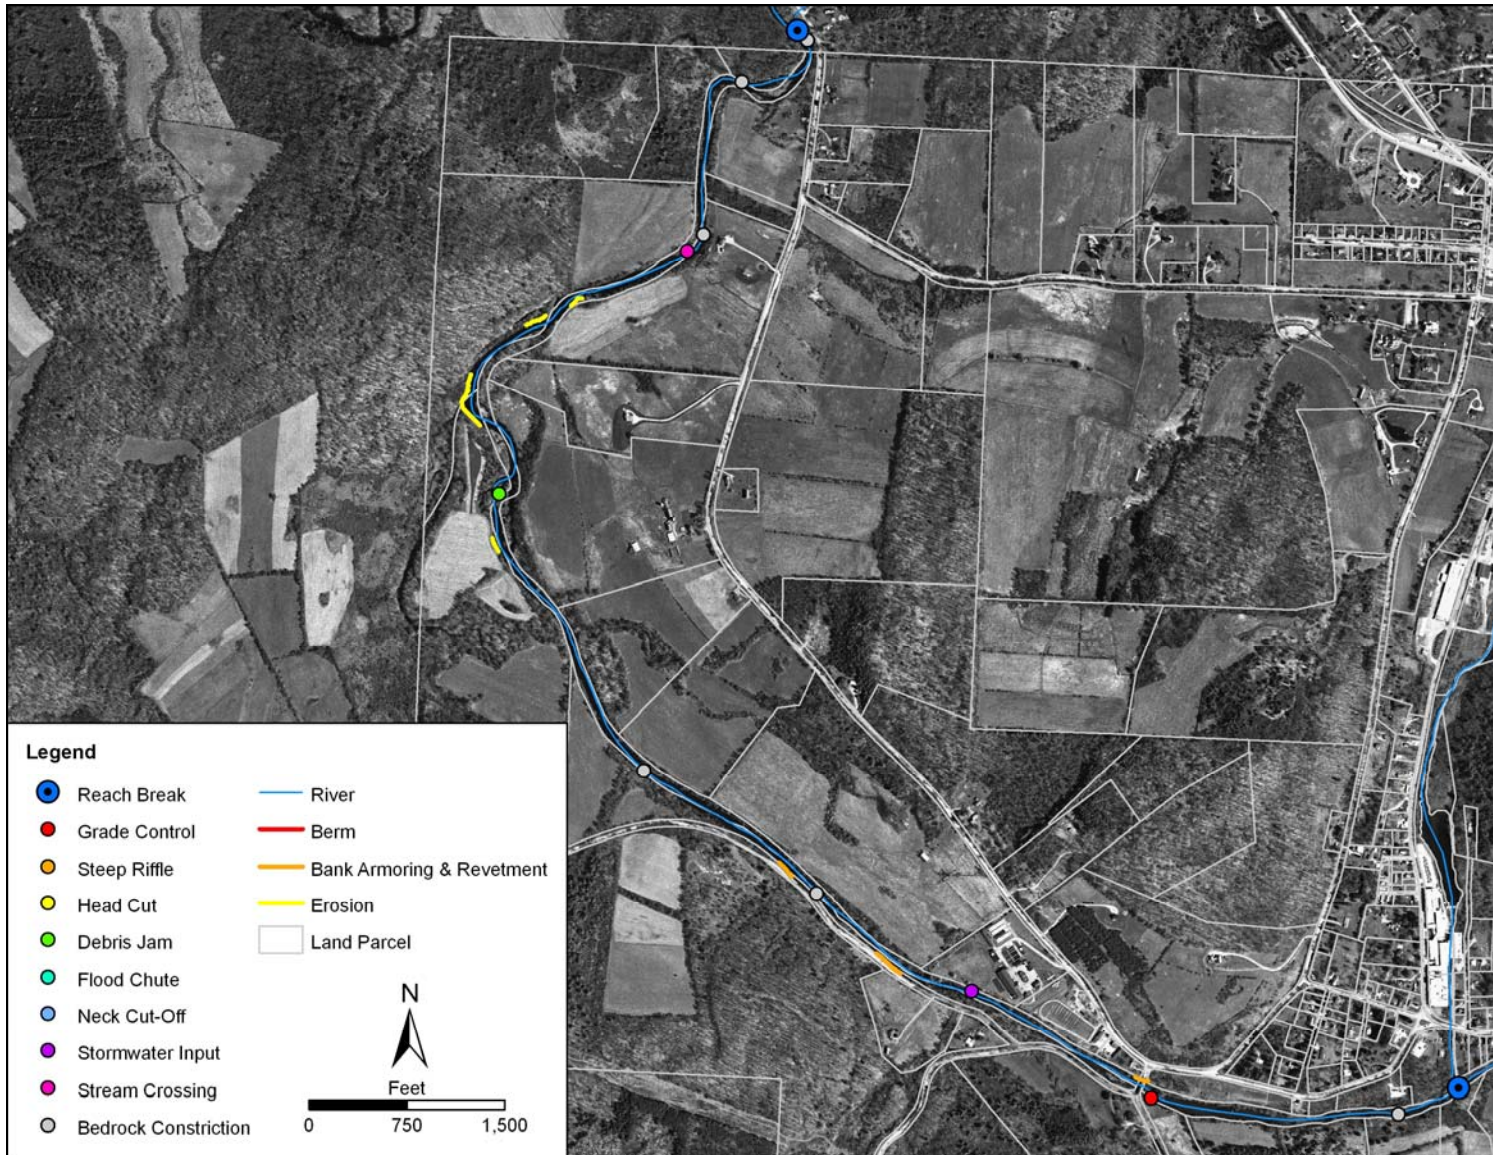 Legend
Reach Break
Grade Control
Steep Riffle
Head Cut
Debris Jam
Flood Chute
Neck Cut-Off
Stormwater Input
Stream Crossing
Bedrock Constriction
River
Berm
Bank Armoring & Revetment
Erosion
Land Parcel
N
Feet
0 750 1,500